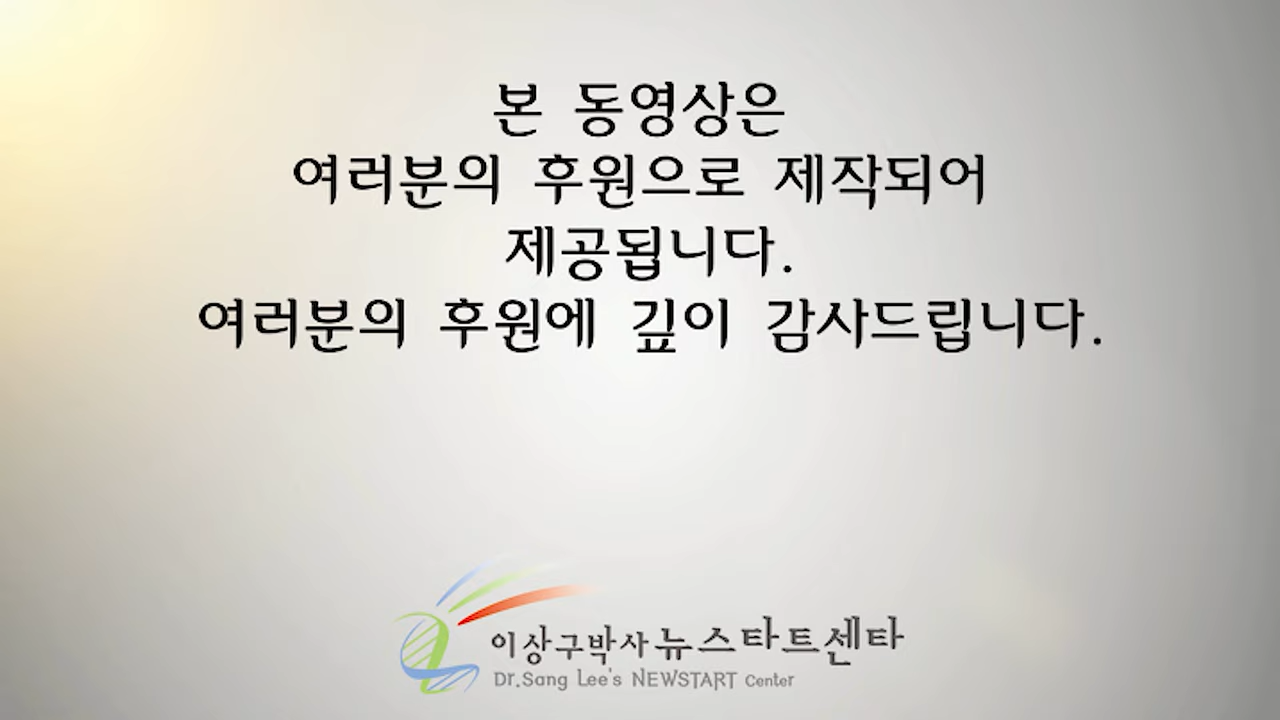 본 동영상은
여러분의 후원으로 제작되어
제공됩니다.
여러분의 후원에 깊이 감사드립니다.
이상구박사 뉴스타트센타
Dr.Sang Lee's NEWSTART Center